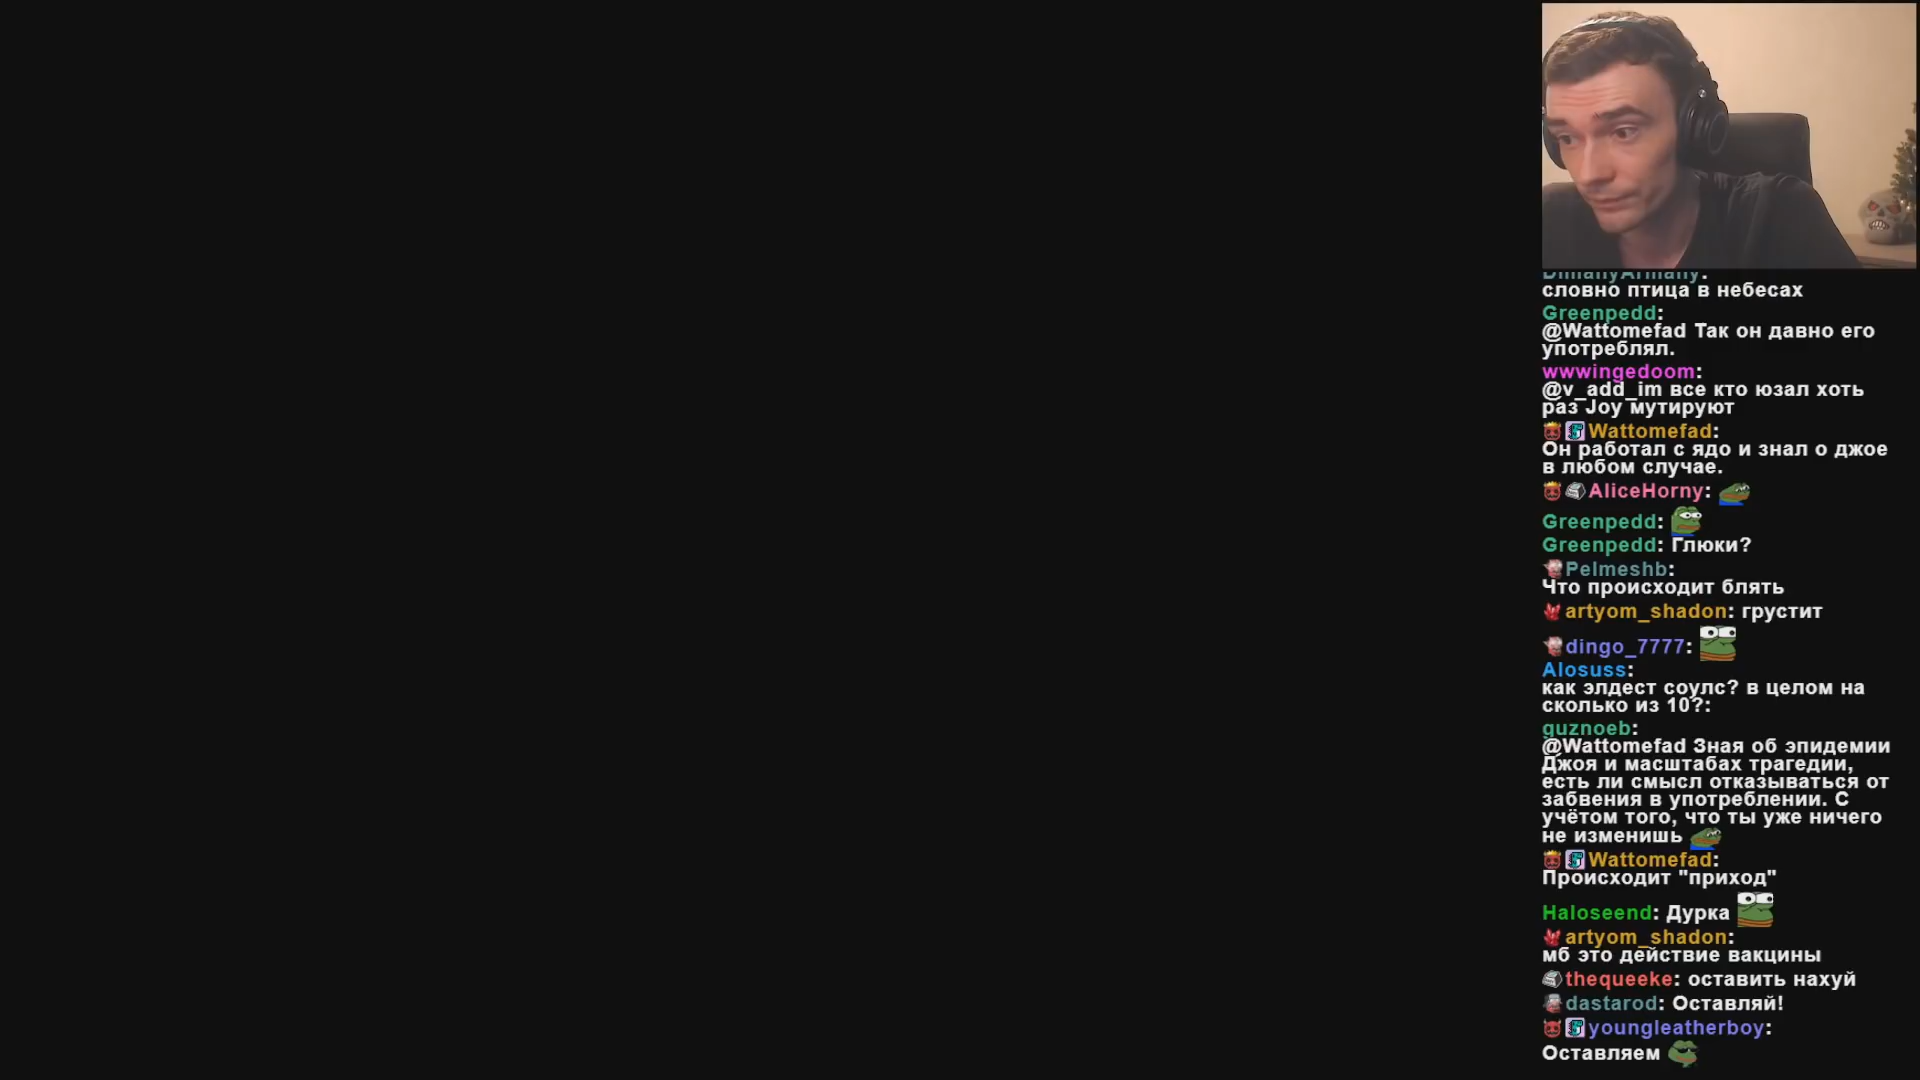 DimanyArmany:
словно птица в небесах
Greenpedd:
@Wattomefad Так он давно его
употреблял.
wwwingedoom:
@v_add_im все кто юзал хоть
раз Joy мутируют
Wattomefad:
Он работал с ядо и знал о джое
в любом случае.
AliceHorny:
Greenpedd:
Greenpedd: Глюки?
Pelmeshb:
Что происходит блять
artyom_shadon: грустит
dingo_7777:
Alosuss:
как элдест соулс? в целом на
сколько из 10?:
guznoeb:
@Wattomefad Зная об эпидемии
Джоя и масштабах трагедии,
есть ли смысл отказываться от
забвения в употреблении. С
учётом того, что ты уже ничего
не изменишь
Wattomefad:
Происходит "приход"
Haloseend: Дурка
artyom_shadon:
мб это действие вакцины
thequeeke: оставить нахуй
dastarod: Оставляй!
youngleatherboy:
Оставляем